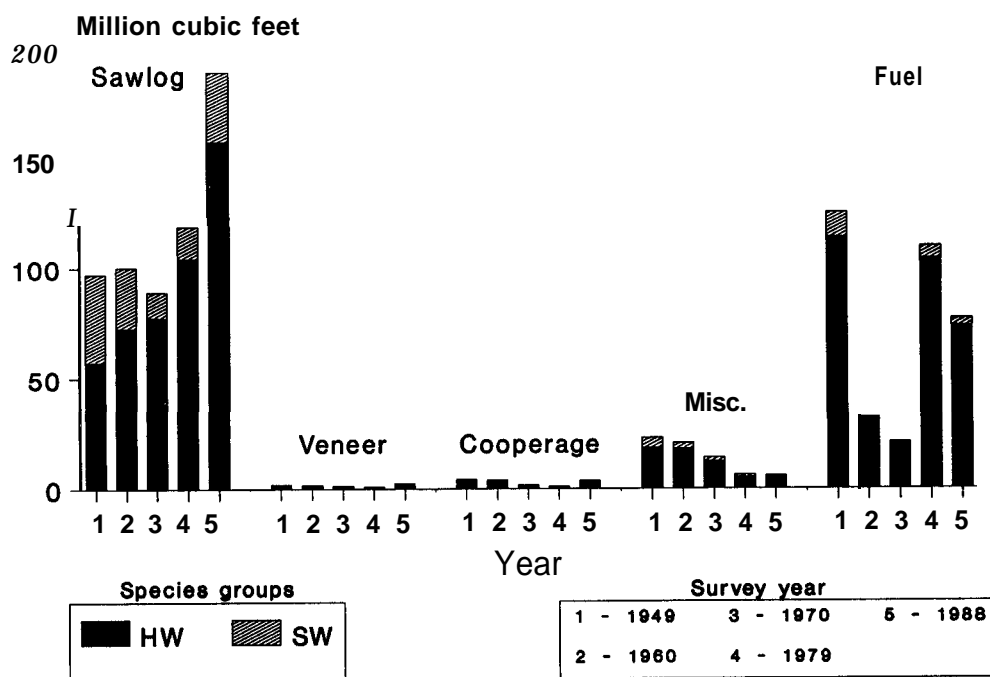 Million cubic feet
200
Sawlog
Fuel
150
I
100
50
Misc.
Veneer
Cooperage
0
1 2 3 4 5 1 2 3 4 5 1 2 3 4 5 1 2 3 4 5 1 2 3 4 5
Year
Species groups
HW SW
Survey year
1 - 1949 3 - 1970 5 - 1988
2 - 1960 4 - 1979